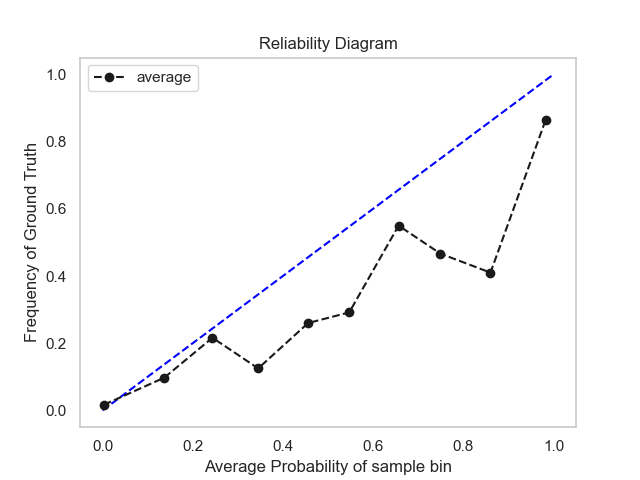 Reliability Diagram
average
1.0
0.8
0.6
0.4
0.2
0.0
Frequency of Ground Truth
0.0 0.2 0.4 0.6 0.8 1.0
Average Probability of sample bin